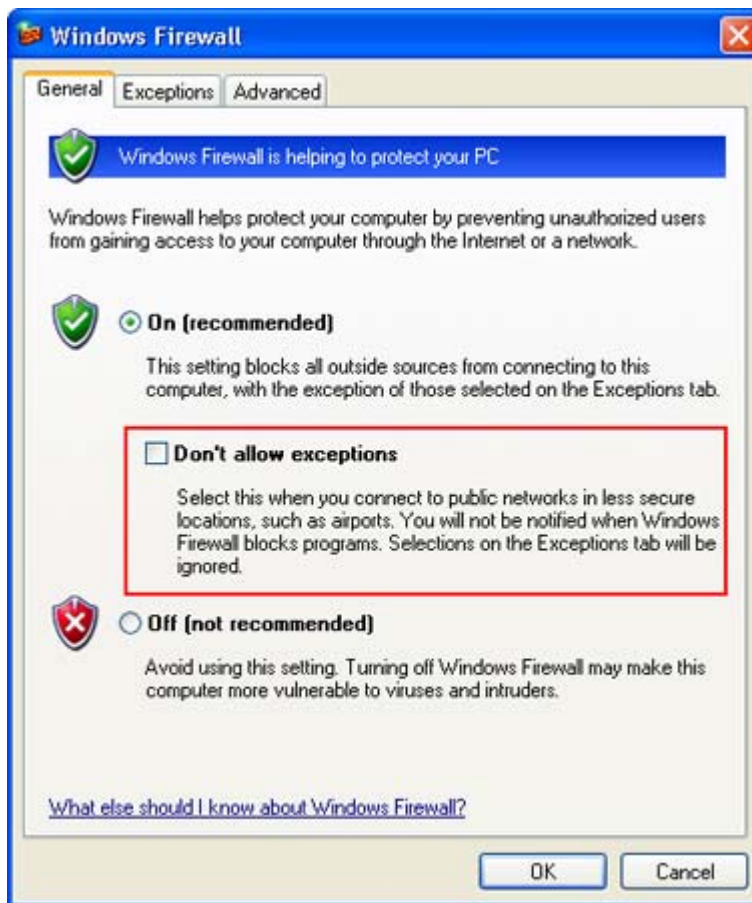 Windows Firewall
General
Exceptions
Advanced
Windows Firewall is helping to protect your PC
Windows Firewall helps protect your computer by preventing unauthorized users
from gaining access to your computer through the Internet or a network.
On (recommended)
This setting blocks all outside sources from connecting to this
computer, with the exception of those selected on the Exceptions tab.
Don't allow exceptions
Select this when you connect to public networks in less secure
locations, such as airports. You will not be notified when Windows
Firewall blocks programs. Selections on the Exceptions tab will be
ignored.
Off (not recommended)
Avoid using this setting. Turning off Windows Firewall may make this
computer more vulnerable to viruses and intruders.
What else should I know about Windows Firewall?
OK
Cancel